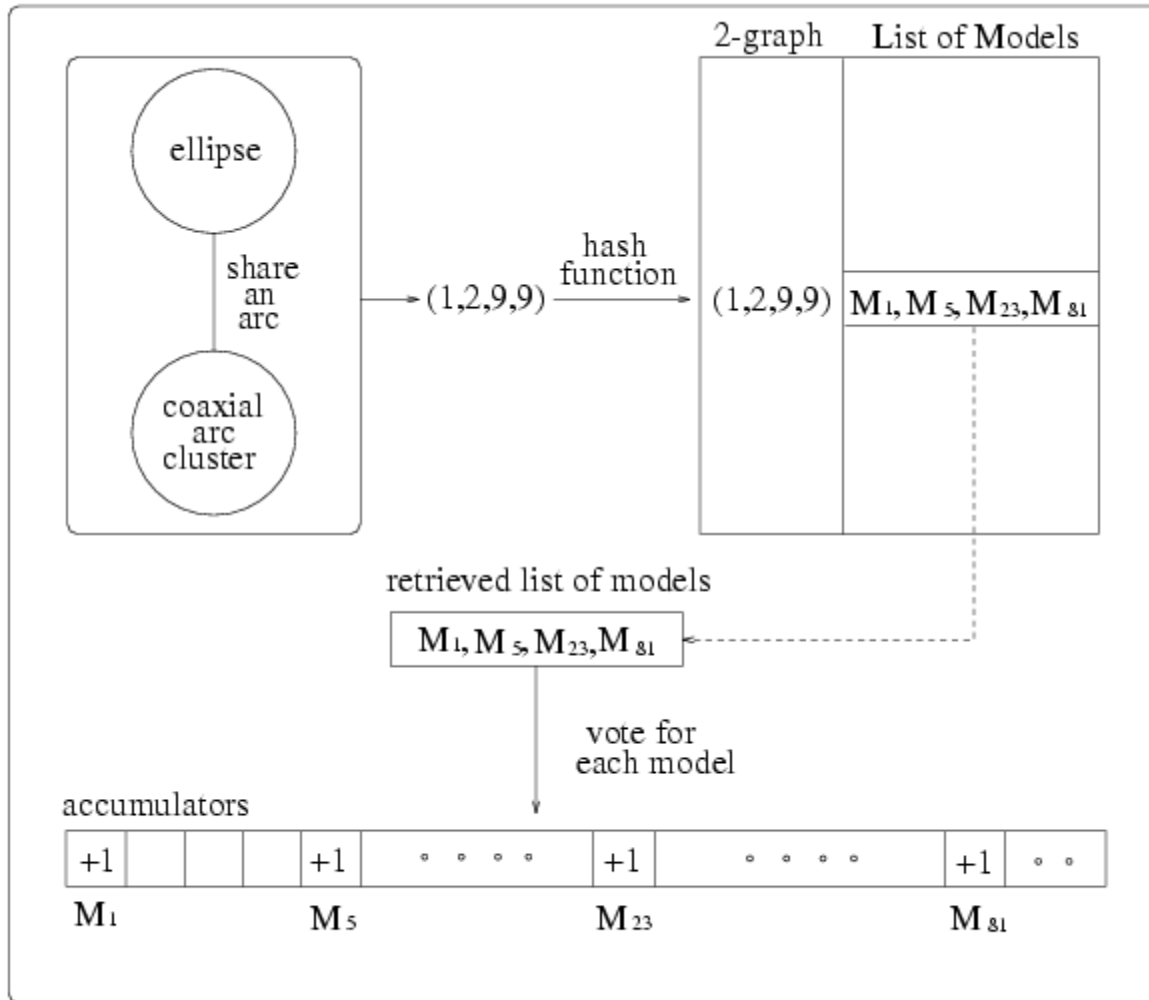 2-graph List of Models
ellipse
share
an
arc
coaxial
arc
cluster
(1,2,9,9)
hash
function
(1,2,9,9)
M1, M5, M23, M81
retrieved list of models
M1, M5, M23, M81
vote for
each model
accumulators
+1 +1 +1 +1
M1 M5 M23 M81